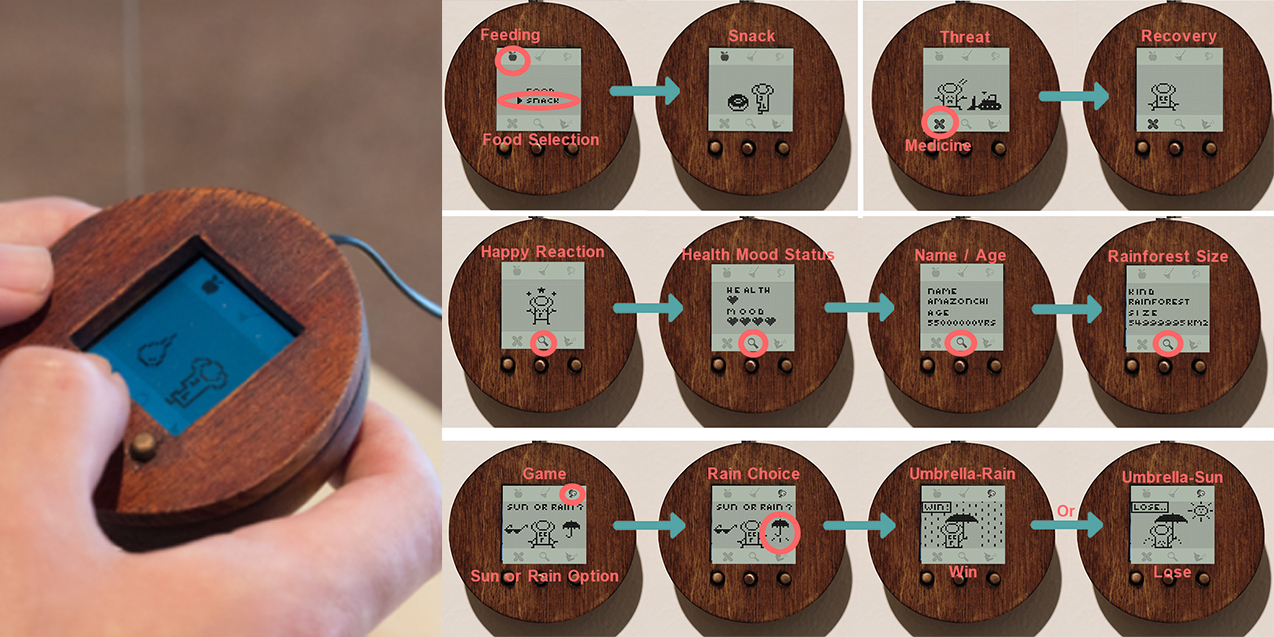 Feeding
FOOD
SNACK
Food Selection
Snack
Threat
Medicine
Recovery
Happy Reaction
Health Mood Status
HEALTH
MOOD
Name / Age
NAME
AMAZONCHI
AGE
55000000YRS
Rainforest Size
KIND
RAINFOREST
SIZE
5499995KM2
Game
SUN OR RAIN?
Sun or Rain Option
Rain Choice
SUN OR RAIN?
Umbrella-Rain
WIN!
Win
Or
Umbrella-Sun
LOSE..
Lose